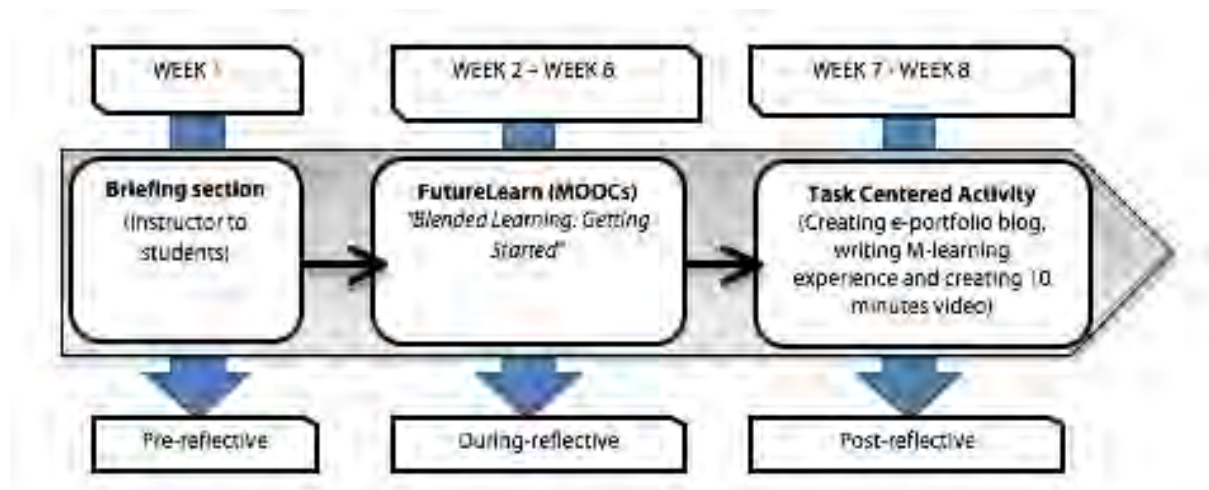 WEEK 1
WEEK 2 – WEEK 6
WEEK 7 - WEEK 8
Briefing section
(Instructor to
students)
FutureLearn (MOOCs)
"Blended Learning: Getting
Started"
Task Centered Activity
(Creating e-portfolio blog,
writing M-learning
experience and creating 10
minutes video)
Pre-reflective
During-reflective
Post-reflective